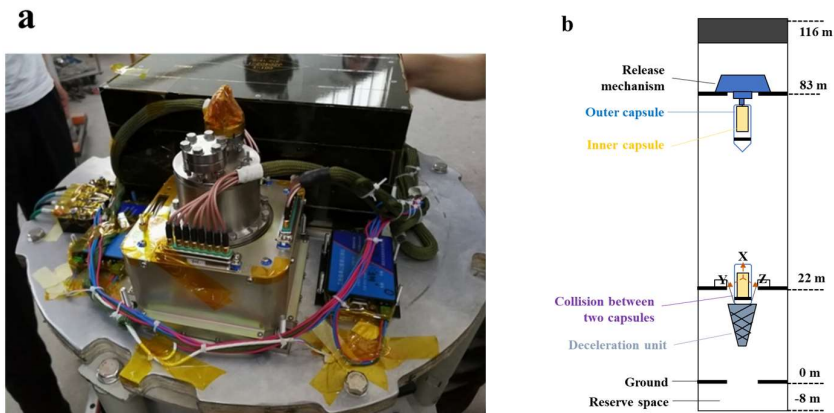 a
b
116 m
Release
mechanism
83 m
Outer capsule
Inner capsule
X
Y
Z
22 m
Collision between
two capsules
Deceleration unit
0 m
Ground
Reserve space
-8 m